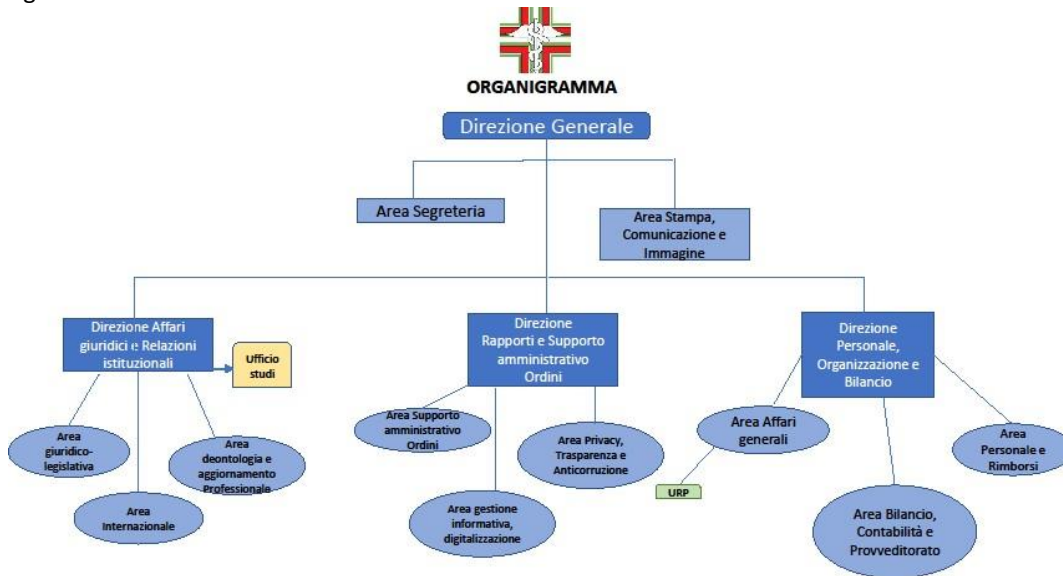 ORGANIGRAMMA
Direzione Generale
Area Segreteria
Area Stampa,
Comunicazione e
Immagine
Direzione Affari
giuridici e Relazioni
istituzionali
Ufficio
studi
Direzione
Rapporti e Supporto
amministrativo
Ordini
Direzione
Personale,
Organizzazione e
Bilancio
Area
giuridico-
legislativa
Area
Internazionale
Area
deontologia e
aggiornamento
Professionale
Area Supporto
amministrativo
Ordini
Area gestione
informativa,
digitalizzazione
Area Privacy,
Trasparenza e
Anticorruzione
Area Affari
generali
URP
Area Bilancio,
Contabilità e
Provveditorato
Area
Personale e
Rimborsi